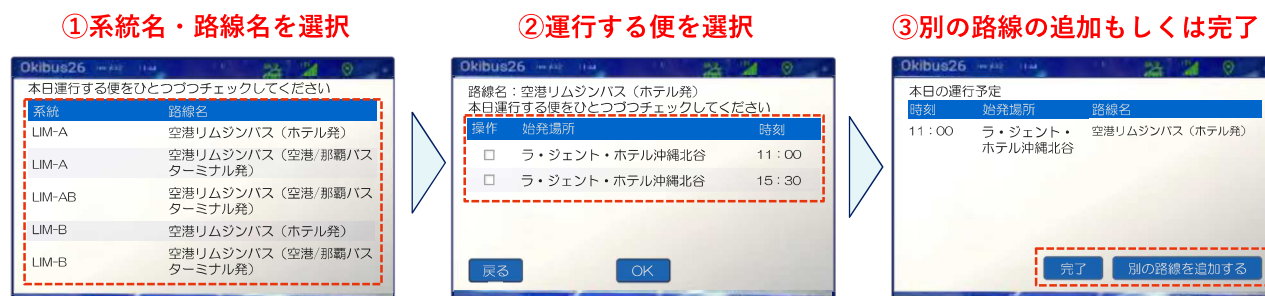 ①系統名・路線名を選択
Okibus26
本日運行する便をひとつづつチェックしてください
系統 路線名
LIM-A 空港リムジンバス（ホテル発）
LIM-A 空港リムジンバス（空港/那覇バス
ターミナル発）
LIM-AB 空港リムジンバス（空港/那覇バス
ターミナル発）
LIM-B 空港リムジンバス（ホテル発）
LIM-B 空港リムジンバス（空港/那覇バス
ターミナル発）
②運行する便を選択
Okibus26
路線名：空港リムジンバス（ホテル発）
本日運行する便をひとつづつチェックしてください
操作 始発場所 時刻
ラ・ジェント・ホテル沖縄北谷 11：00
ラ・ジェント・ホテル沖縄北谷 15：30
戻る OK
③別の路線の追加もしくは完了
Okibus26
本日の運行予定
時刻 始発場所 路線名
11：00 ラ・ジェント・ 空港リムジンバス（ホテル発）
ホテル沖縄北谷
完了 別の路線を追加する